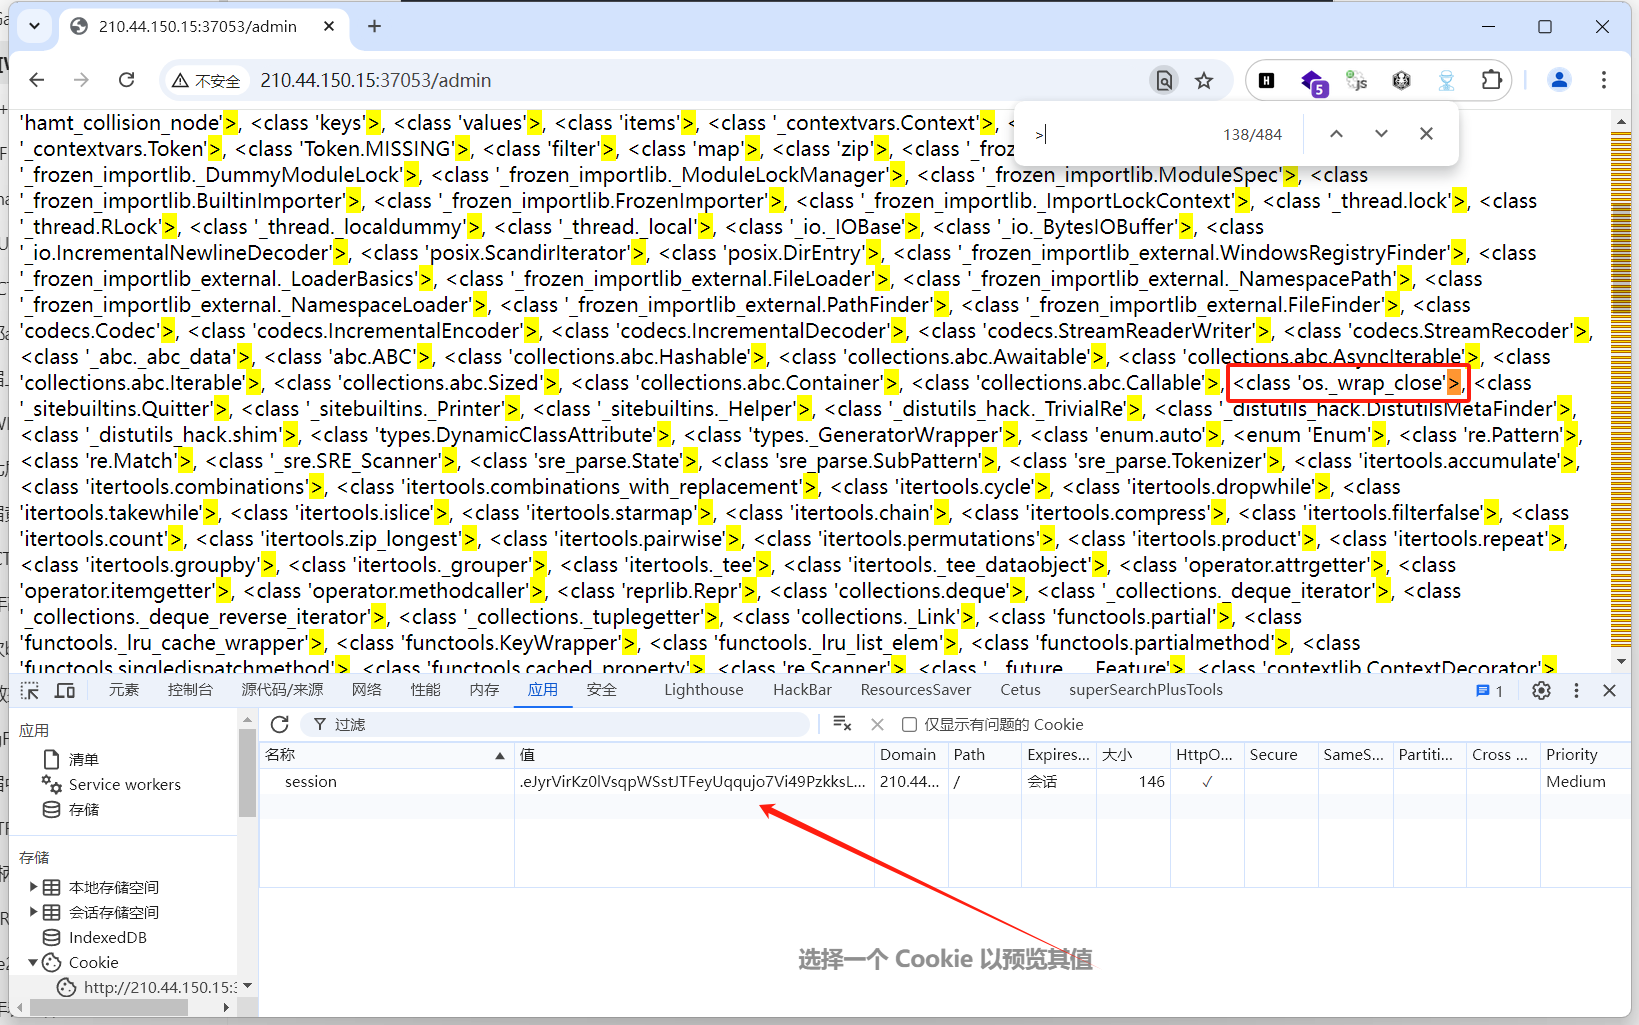 210.44.150.15:37053/admin
不安全 210.44.150.15:37053/admin
5
js
> 138/484
'hamt_collision_node'>, <class 'keys'>, <class 'values'>, <class 'items'>, <class '_contextvars.Context'>, <
'_contextvars.Token'>, <class 'Token.MISSING'>, <class 'filter'>, <class 'map'>, <class 'zip'>, <class '_fro
'_frozen_importlib._DummyModuleLock'>, <class '_frozen_importlib._ModuleLockManager'>, <class '_frozen_importlib.ModuleSpec'>, <class
'_frozen_importlib.BuiltinImporter'>, <class '_frozen_importlib.FrozenImporter'>, <class '_frozen_importlib._ImportLockContext'>, <class '_thread.lock'>, <class
'_thread.RLock'>, <class '_thread._localdummy'>, <class '_thread._local'>, <class '_io._IOBase'>, <class '_io._BytesIOBuffer'>, <class
'_io.IncrementalNewlineDecoder'>, <class 'posix.ScandirIterator'>, <class 'posix.DirEntry'>, <class '_frozen_importlib_external.WindowsRegistryFinder'>, <class
'_frozen_importlib_external._LoaderBasics'>, <class '_frozen_importlib_external.FileLoader'>, <class '_frozen_importlib_external._NamespacePath'>, <class
'_frozen_importlib_external._NamespaceLoader'>, <class '_frozen_importlib_external.PathFinder'>, <class '_frozen_importlib_external.FileFinder'>, <class
'codecs.Codec'>, <class 'codecs.IncrementalEncoder'>, <class 'codecs.IncrementalDecoder'>, <class 'codecs.StreamReaderWriter'>, <class 'codecs.StreamRecoder'>,
<class '_abc._abc_data'>, <class 'abc.ABC'>, <class 'collections.abc.Hashable'>, <class 'collections.abc.Awaitable'>, <class 'collections.abc.AsyncIterable'>, <class
'collections.abc.Iterable'>, <class 'collections.abc.Sized'>, <class 'collections.abc.Container'>, <class 'collections.abc.Callable'>, <class 'os._wrap_close'>, <class
'_sitebuiltins.Quitter'>, <class '_sitebuiltins._Printer'>, <class '_sitebuiltins._Helper'>, <class '_distutils_hack._TrivialRe'>, <class '_distutils_hack.DistutilsMetaFinder'>,
<class '_distutils_hack.shim'>, <class 'types.DynamicClassAttribute'>, <class 'types._GeneratorWrapper'>, <class 'enum.auto'>, <enum 'Enum'>, <class 're.Pattern'>,
<class 're.Match'>, <class '_sre.SRE_Scanner'>, <class 'sre_parse.State'>, <class 'sre_parse.SubPattern'>, <class 'sre_parse.Tokenizer'>, <class 'itertools.accumulate'>,
<class 'itertools.combinations'>, <class 'itertools.combinations_with_replacement'>, <class 'itertools.cycle'>, <class 'itertools.dropwhile'>, <class
'itertools.takewhile'>, <class 'itertools.islice'>, <class 'itertools.starmap'>, <class 'itertools.chain'>, <class 'itertools.compress'>, <class 'itertools.filterfalse'>, <class
'itertools.count'>, <class 'itertools.zip_longest'>, <class 'itertools.pairwise'>, <class 'itertools.permutations'>, <class 'itertools.product'>, <class 'itertools.repeat'>,
<class 'itertools.groupby'>, <class 'itertools._grouper'>, <class 'itertools._tee'>, <class 'itertools._tee_dataobject'>, <class 'operator.attrgetter'>, <class
'operator.itemgetter'>, <class 'operator.methodcaller'>, <class 'reprlib.Repr'>, <class 'collections.deque'>, <class '_collections._deque_iterator'>, <class
'_collections._deque_reverse_iterator'>, <class '_collections._tuplegetter'>, <class 'collections._Link'>, <class 'functools.partial'>, <class
'functools._lru_cache_wrapper'>, <class 'functools.KeyWrapper'>, <class 'functools._lru_list_elem'>, <class 'functools.partialmethod'>, <class
'functools.singledispatchmethod'>, <class 'functools.cached_property'>, <class 're.Scanner'>, <class '__future__._Feature'>, <class 'contextlib.ContextDecorator'>
元素 控制台 源代码/来源 网络 性能 内存 应用 安全 Lighthouse HackBar ResourcesSaver Cetus superSearchPlusTools 1
应用
清单
Service workers
存储
存储
本地存储空间
会话存储空间
IndexedDB
Cookie
http://210.44.150.15:3
过滤 仅显示有问题的 Cookie
名称 值 Domain Path Expires... 大小 HttpO... Secure SameS... Partiti... Cross ... Priority
session .eJyrVirKz0lVsqpWSstJTFeyUqqujo7Vi49PzkksL... 210.44... / 会话 146 ✓ Medium
选择一个 Cookie 以预览其值